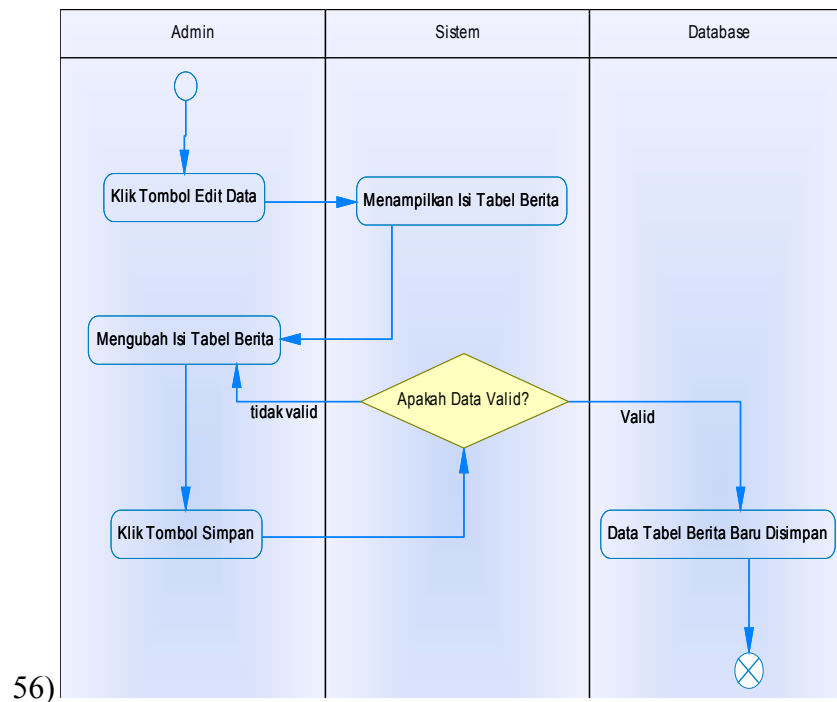 Admin
Sistem
Database
Klik Tombol Edit Data
Menampilkan Isi Tabel Berita
Mengubah Isi Tabel Berita
Apakah Data Valid?
tidak valid
Valid
Klik Tombol Simpan
Data Tabel Berita Baru Disimpan
56)